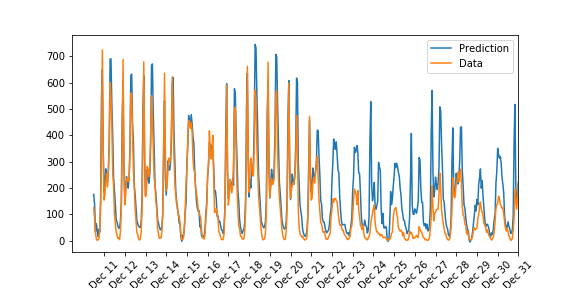 700
600
500
400
300
200
100
0
Prediction
Data
Dec 11
Dec 12
Dec 13
Dec 14
Dec 15
Dec 16
Dec 17
Dec 18
Dec 19
Dec 20
Dec 21
Dec 22
Dec 23
Dec 24
Dec 25
Dec 26
Dec 27
Dec 28
Dec 29
Dec 30
Dec 31